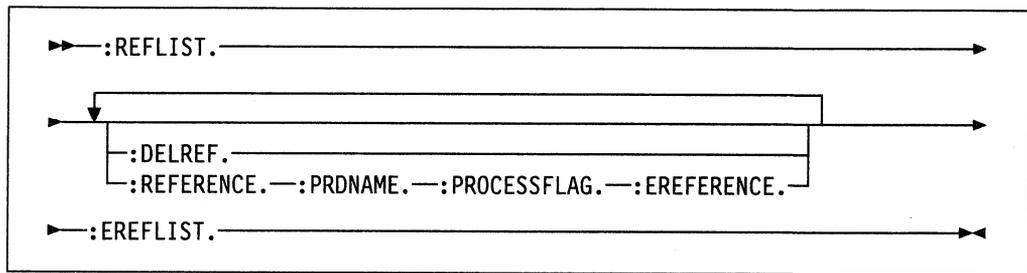 :REFLIST.
:DELREF.
:REFERENCE. :PRDNAME. :PROCESSFLAG. :EREFERENCE.
:EREFLIST.